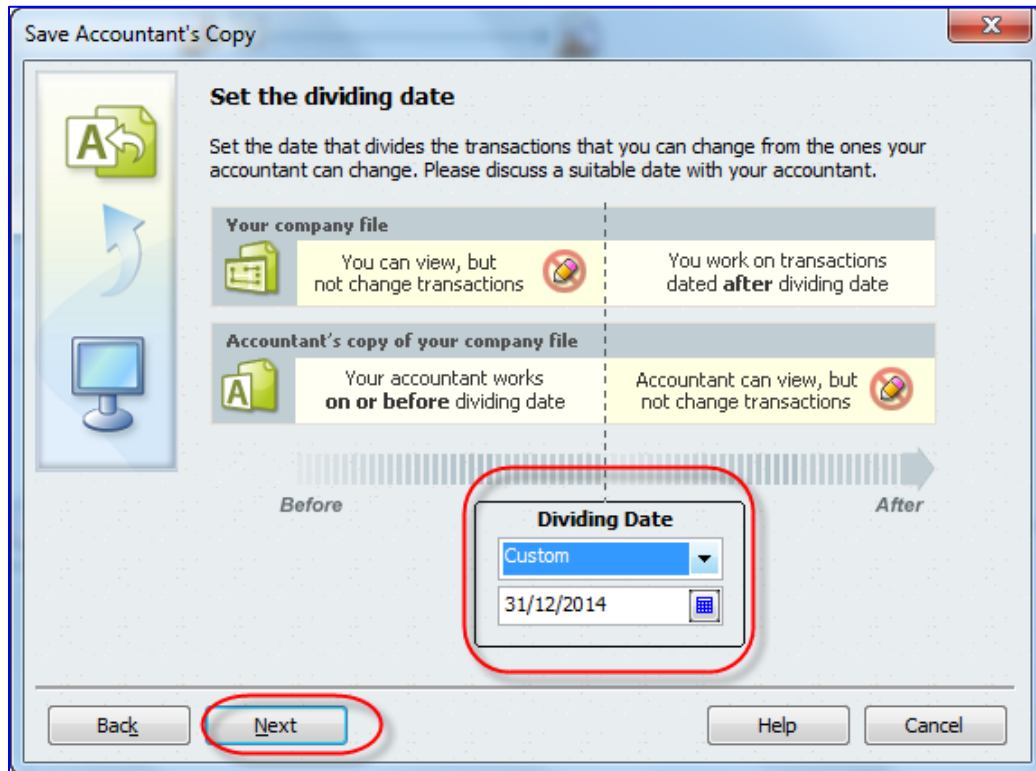 Save Accountant's Copy
X
Set the dividing date
Set the date that divides the transactions that you can change from the ones your
accountant can change. Please discuss a suitable date with your accountant.
Your company file
You can view, but
not change transactions
You work on transactions
dated after dividing date
Accountant's copy of your company file
A
Your accountant works
on or before dividing date
Accountant can view, but
not change transactions
Before
After
Dividing Date
Custom
31/12/2014
Back
Next
Help
Cancel
A